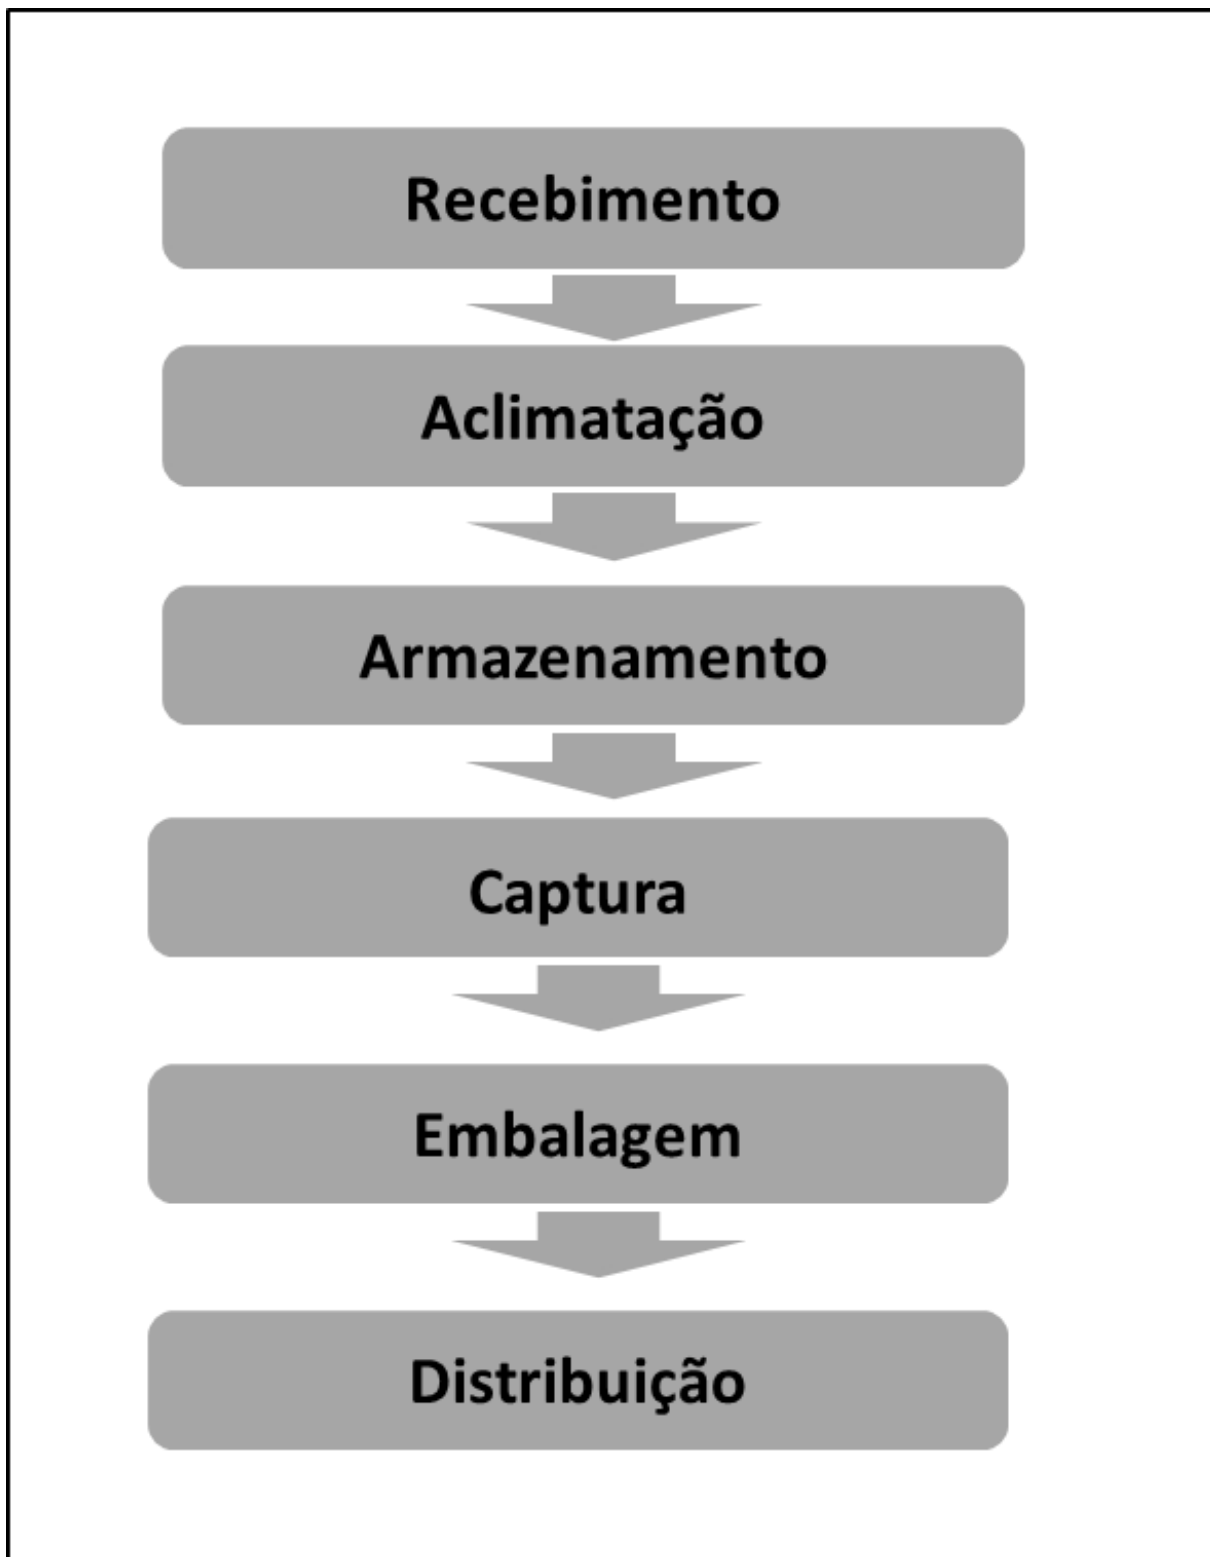 Recebimento
Aclimatação
Armazenamento
Captura
Embalagem
Distribuição